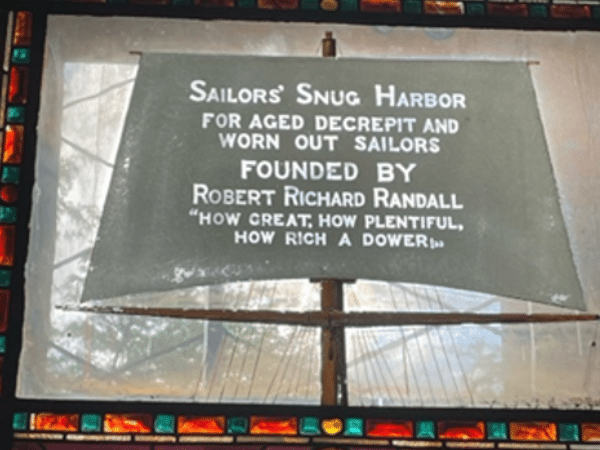 SAILORS' SNUG HARBOR
FOR AGED DECREPIT AND
WORN OUT SAILORS
FOUNDED BY
ROBERT RICHARD RANDALL
"HOW GREAT, HOW PLENTIFUL,
HOW RICH A DOWER!"